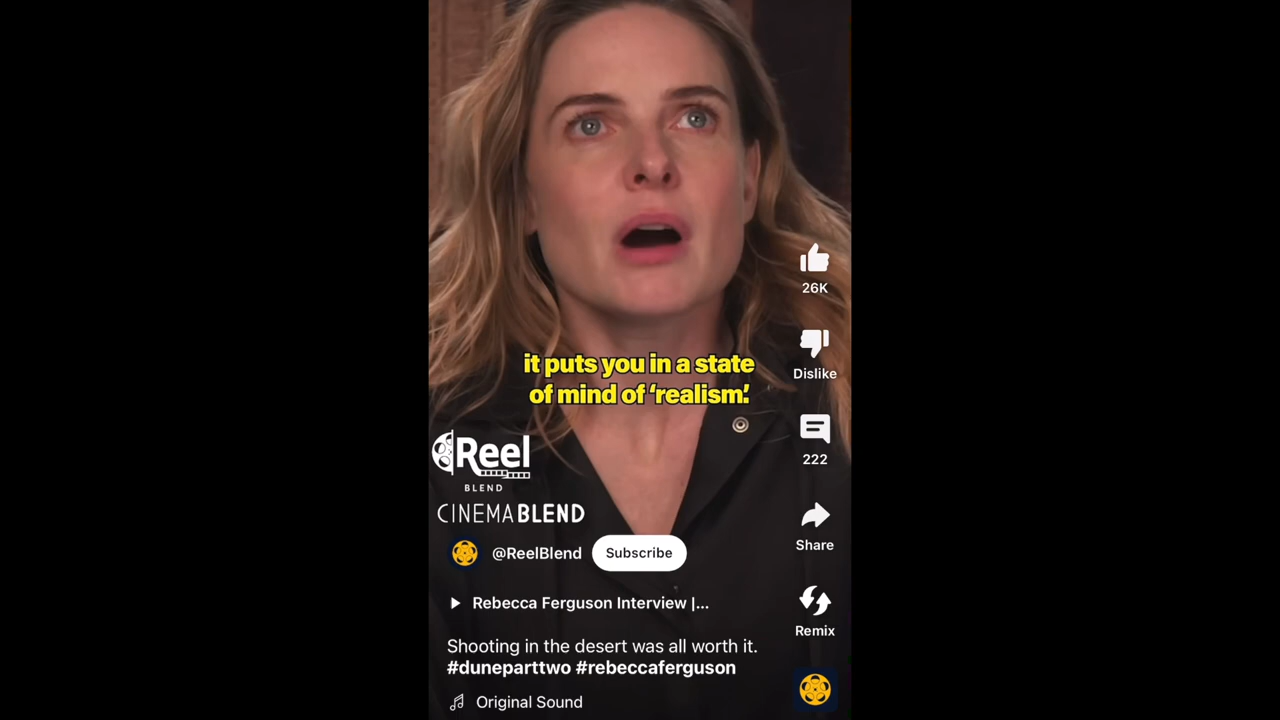 it puts you in a state
of mind of ‘realism.’
26K
Dislike
222
Reel
BLEND
CINEMABLEND
@ReelBlend
Subscribe
Share
Rebecca Ferguson Interview |...
Remix
Shooting in the desert was all worth it.
#duneparttwo #rebeccaferguson
Original Sound